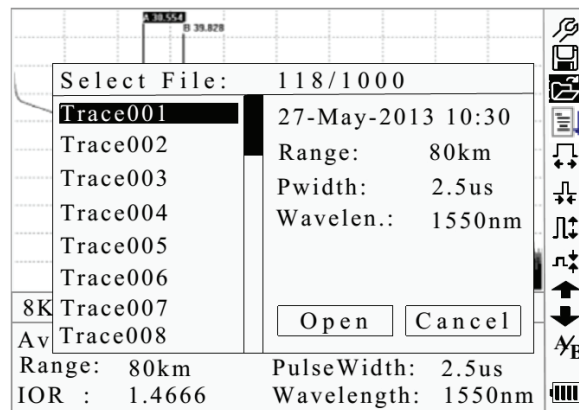 A 30.554
B 39.828
Select File: 118/1000
Trace001
Trace002
Trace003
Trace004
Trace005
Trace006
Trace007
Trace008
27-May-2013 10:30
Range: 80km
Pwidth: 2.5us
Wavelen.: 1550nm
Open Cancel
8K
Av
Range: 80km PulseWidth: 2.5us
IOR : 1.4666 Wavelength: 1550nm
A/B